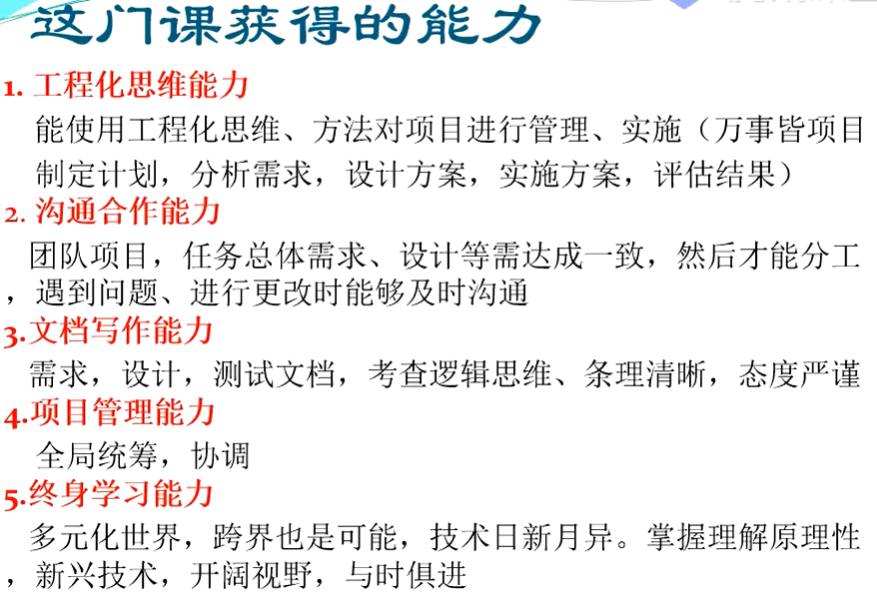 这门课获得的能力
1. 工程化思维能力
能使用工程化思维、方法对项目进行管理、实施（万事皆项目
制定计划，分析需求，设计方案，实施方案，评估结果）
2. 沟通合作能力
团队项目，任务总体需求、设计等需达成一致，然后才能分工
，遇到问题、进行更改时能够及时沟通
3.文档写作能力
需求，设计，测试文档，考查逻辑思维、条理清晰，态度严谨
4.项目管理能力
全局统筹，协调
5.终身学习能力
多元化世界，跨界也是可能，技术日新月异。掌握理解原理性
，新兴技术，开阔视野，与时俱进